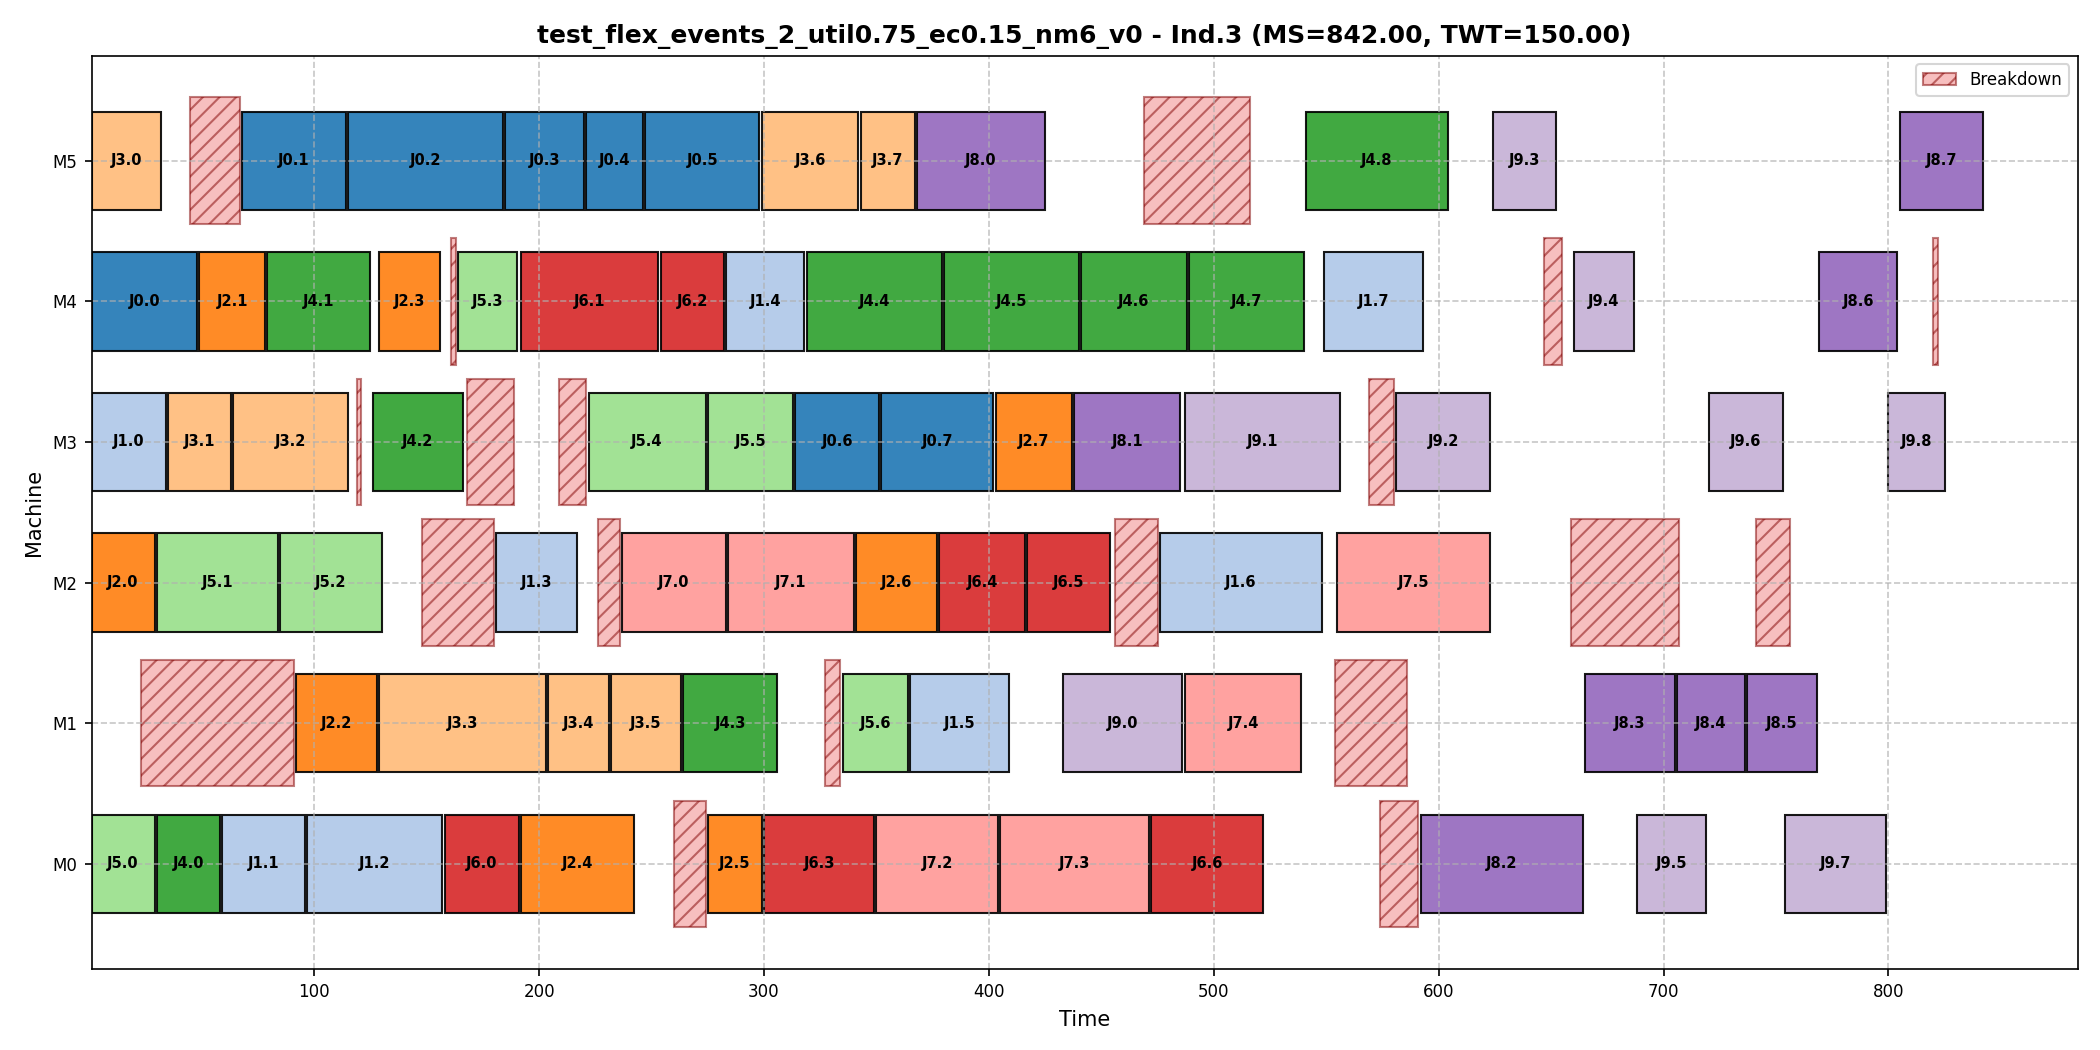 test_flex_events_2_util0.75_ec0.15_nm6_v0 - Ind.3 (MS=842.00, TWT=150.00)
Breakdown
M5
J3.0 J0.1 J0.2 J0.3 J0.4 J0.5 J3.6 J3.7 J8.0 J4.8 J9.3 J8.7
M4
J0.0 J2.1 J4.1 J2.3 J5.3 J6.1 J6.2 J1.4 J4.4 J4.5 J4.6 J4.7 J1.7 J9.4 J8.6
M3
J1.0 J3.1 J3.2 J4.2 J5.4 J5.5 J0.6 J0.7 J2.7 J8.1 J9.1 J9.2 J9.6 J9.8
Machine
M2
J2.0 J5.1 J5.2 J1.3 J7.0 J7.1 J2.6 J6.4 J6.5 J1.6 J7.5
M1
J2.2 J3.3 J3.4 J3.5 J4.3 J5.6 J1.5 J9.0 J7.4 J8.3 J8.4 J8.5
M0
J5.0 J4.0 J1.1 J1.2 J6.0 J2.4 J2.5 J6.3 J7.2 J7.3 J6.6 J8.2 J9.5 J9.7
100 200 300 400 500 600 700 800
Time